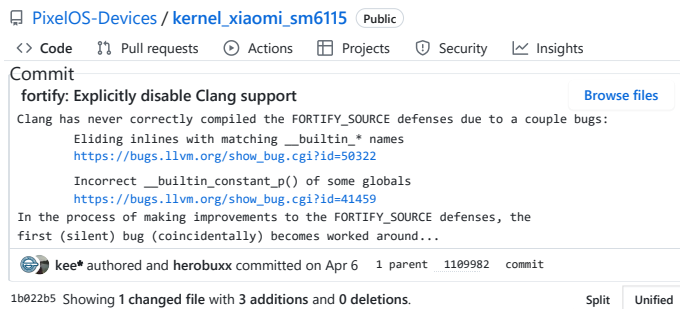 PixelOS-Devices / kernel_xiaomi_sm6115 Public
<> Code Pull requests Actions Projects Security Insights
Commit
fortify: Explicitly disable Clang support
Browse files
Clang has never correctly compiled the FORTIFY_SOURCE defenses due to a couple bugs:
Eliding inlines with matching __builtin_* names
https://bugs.llvm.org/show_bug.cgi?id=50322
Incorrect __builtin_constant_p() of some globals
https://bugs.llvm.org/show_bug.cgi?id=41459
In the process of making improvements to the FORTIFY_SOURCE defenses, the
first (silent) bug (coincidentally) becomes worked around...
kee* authored and herobuxx committed on Apr 6 1 parent 1109982 commit
1b022b5 Showing 1 changed file with 3 additions and 0 deletions. Split Unified